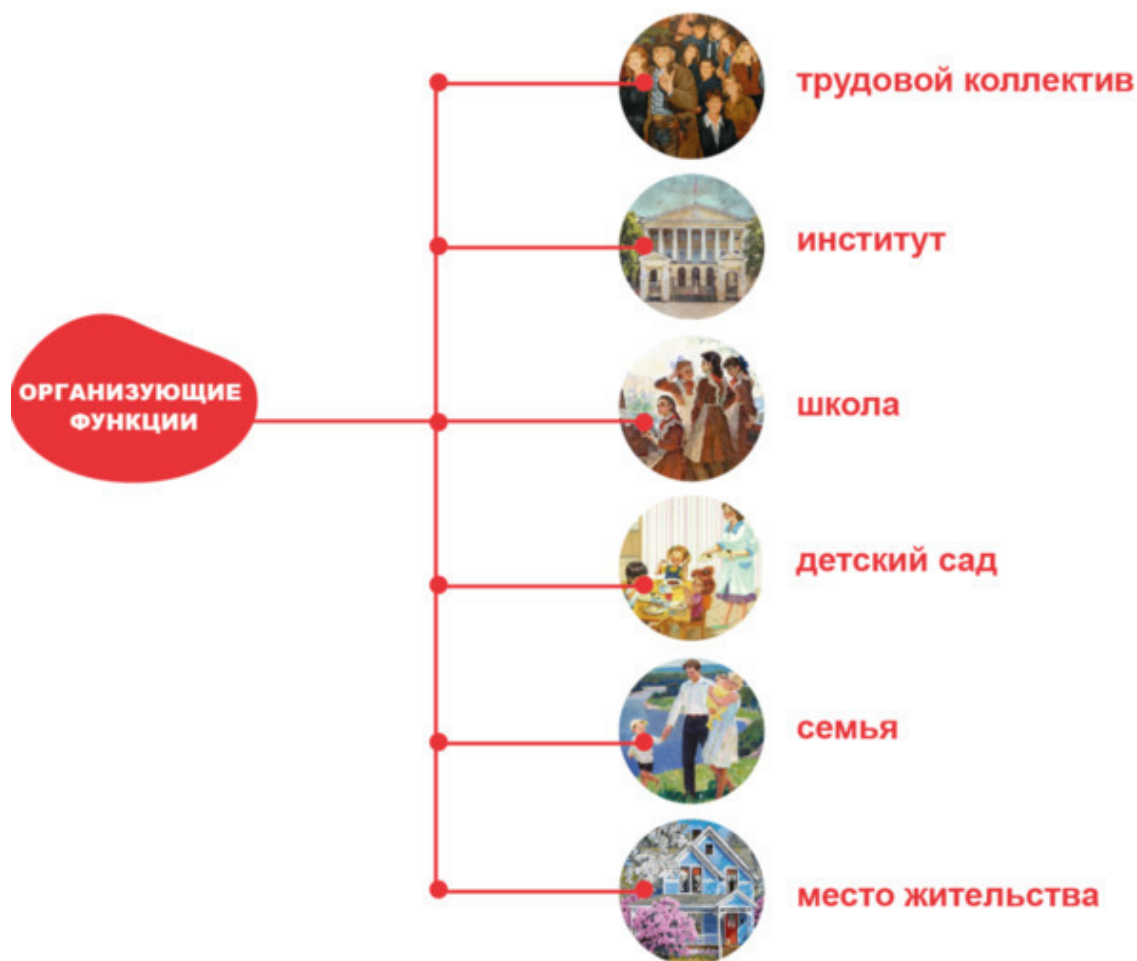 трудовой коллектив
институт
ОРГАНИЗУЮЩИЕ
ФУНКЦИИ
школа
детский сад
семья
место жительства